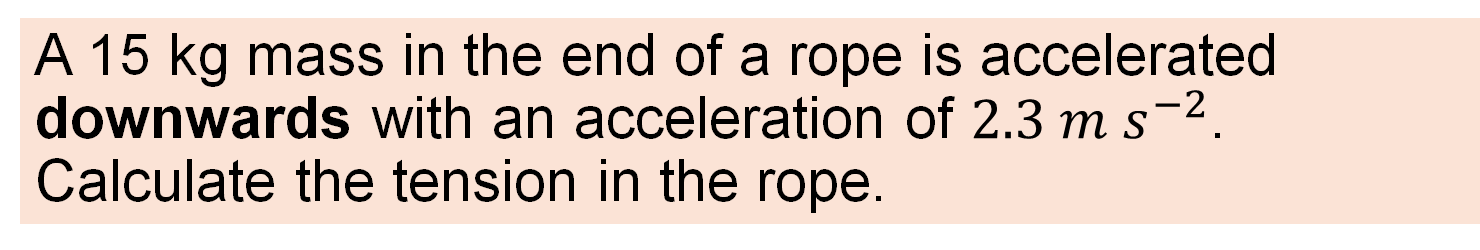 A 15 kg mass in the end of a rope is accelerated
downwards with an acceleration of 2.3 m s⁻².
Calculate the tension in the rope.